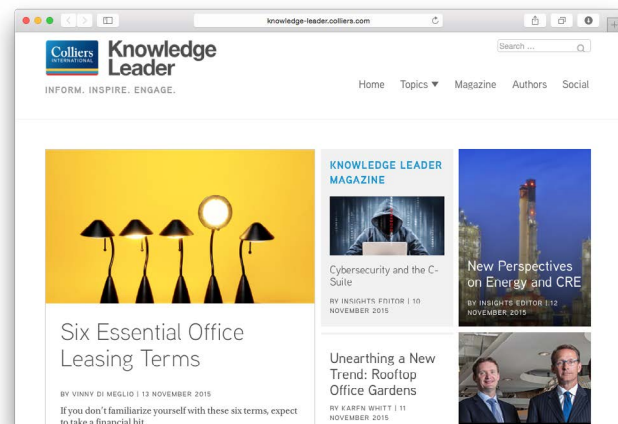 knowledge-leader.colliers.com
Colliers
INTERNATIONAL
Knowledge
Leader
INFORM. INSPIRE. ENGAGE.
Search ...
Home Topics ▼ Magazine Authors Social
Six Essential Office
Leasing Terms
BY VINNY DI MEGLIO | 13 NOVEMBER 2015
If you don't familiarize yourself with these six terms, expect
to take a financial hit
KNOWLEDGE LEADER
MAGAZINE
Cybersecurity and the C-
Suite
BY INSIGHTS EDITOR | 10
NOVEMBER 2015
Unearthing a New
Trend: Rooftop
Office Gardens
BY KAREN WHITT | 11
NOVEMBER 2015
New Perspectives
on Energy and CRE
BY INSIGHTS EDITOR | 12
NOVEMBER 2015